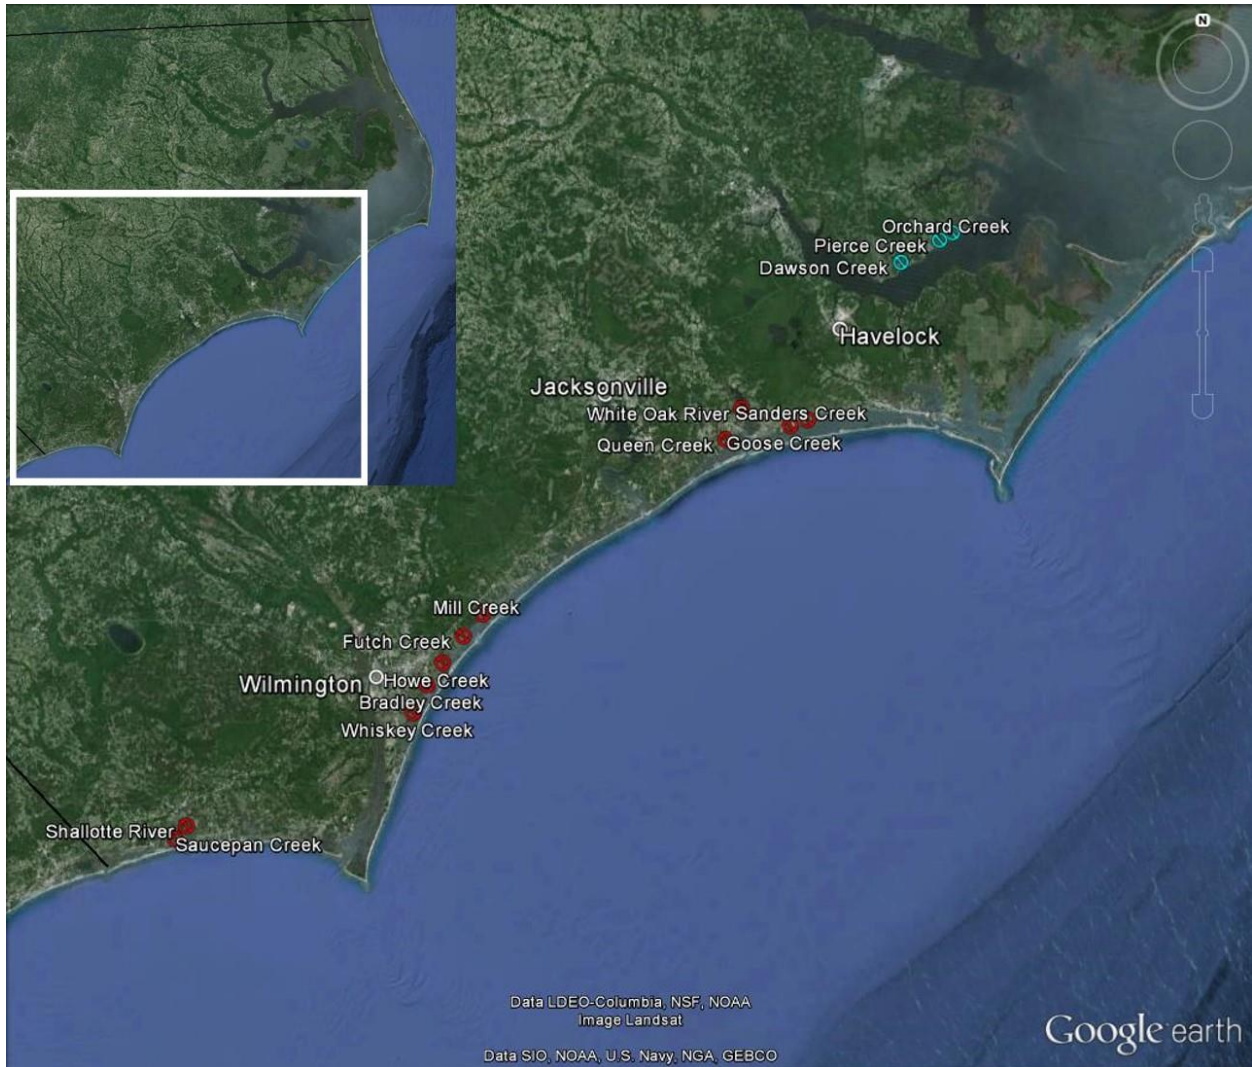 N
Orchard Creek
Pierce Creek
Dawson Creek
Havelock
Jacksonville
White Oak River
Sanders Creek
Queen Creek
Goose Creek
Mill Creek
Futch Creek
Wilmington
Howe Creek
Bradley Creek
Whiskey Creek
Shallotte River
Saucepan Creek
Data LDEO-Columbia, NSF, NOAA
Image Landsat
Data SIO, NOAA, U.S. Navy, NGA, GEBCO
Google earth